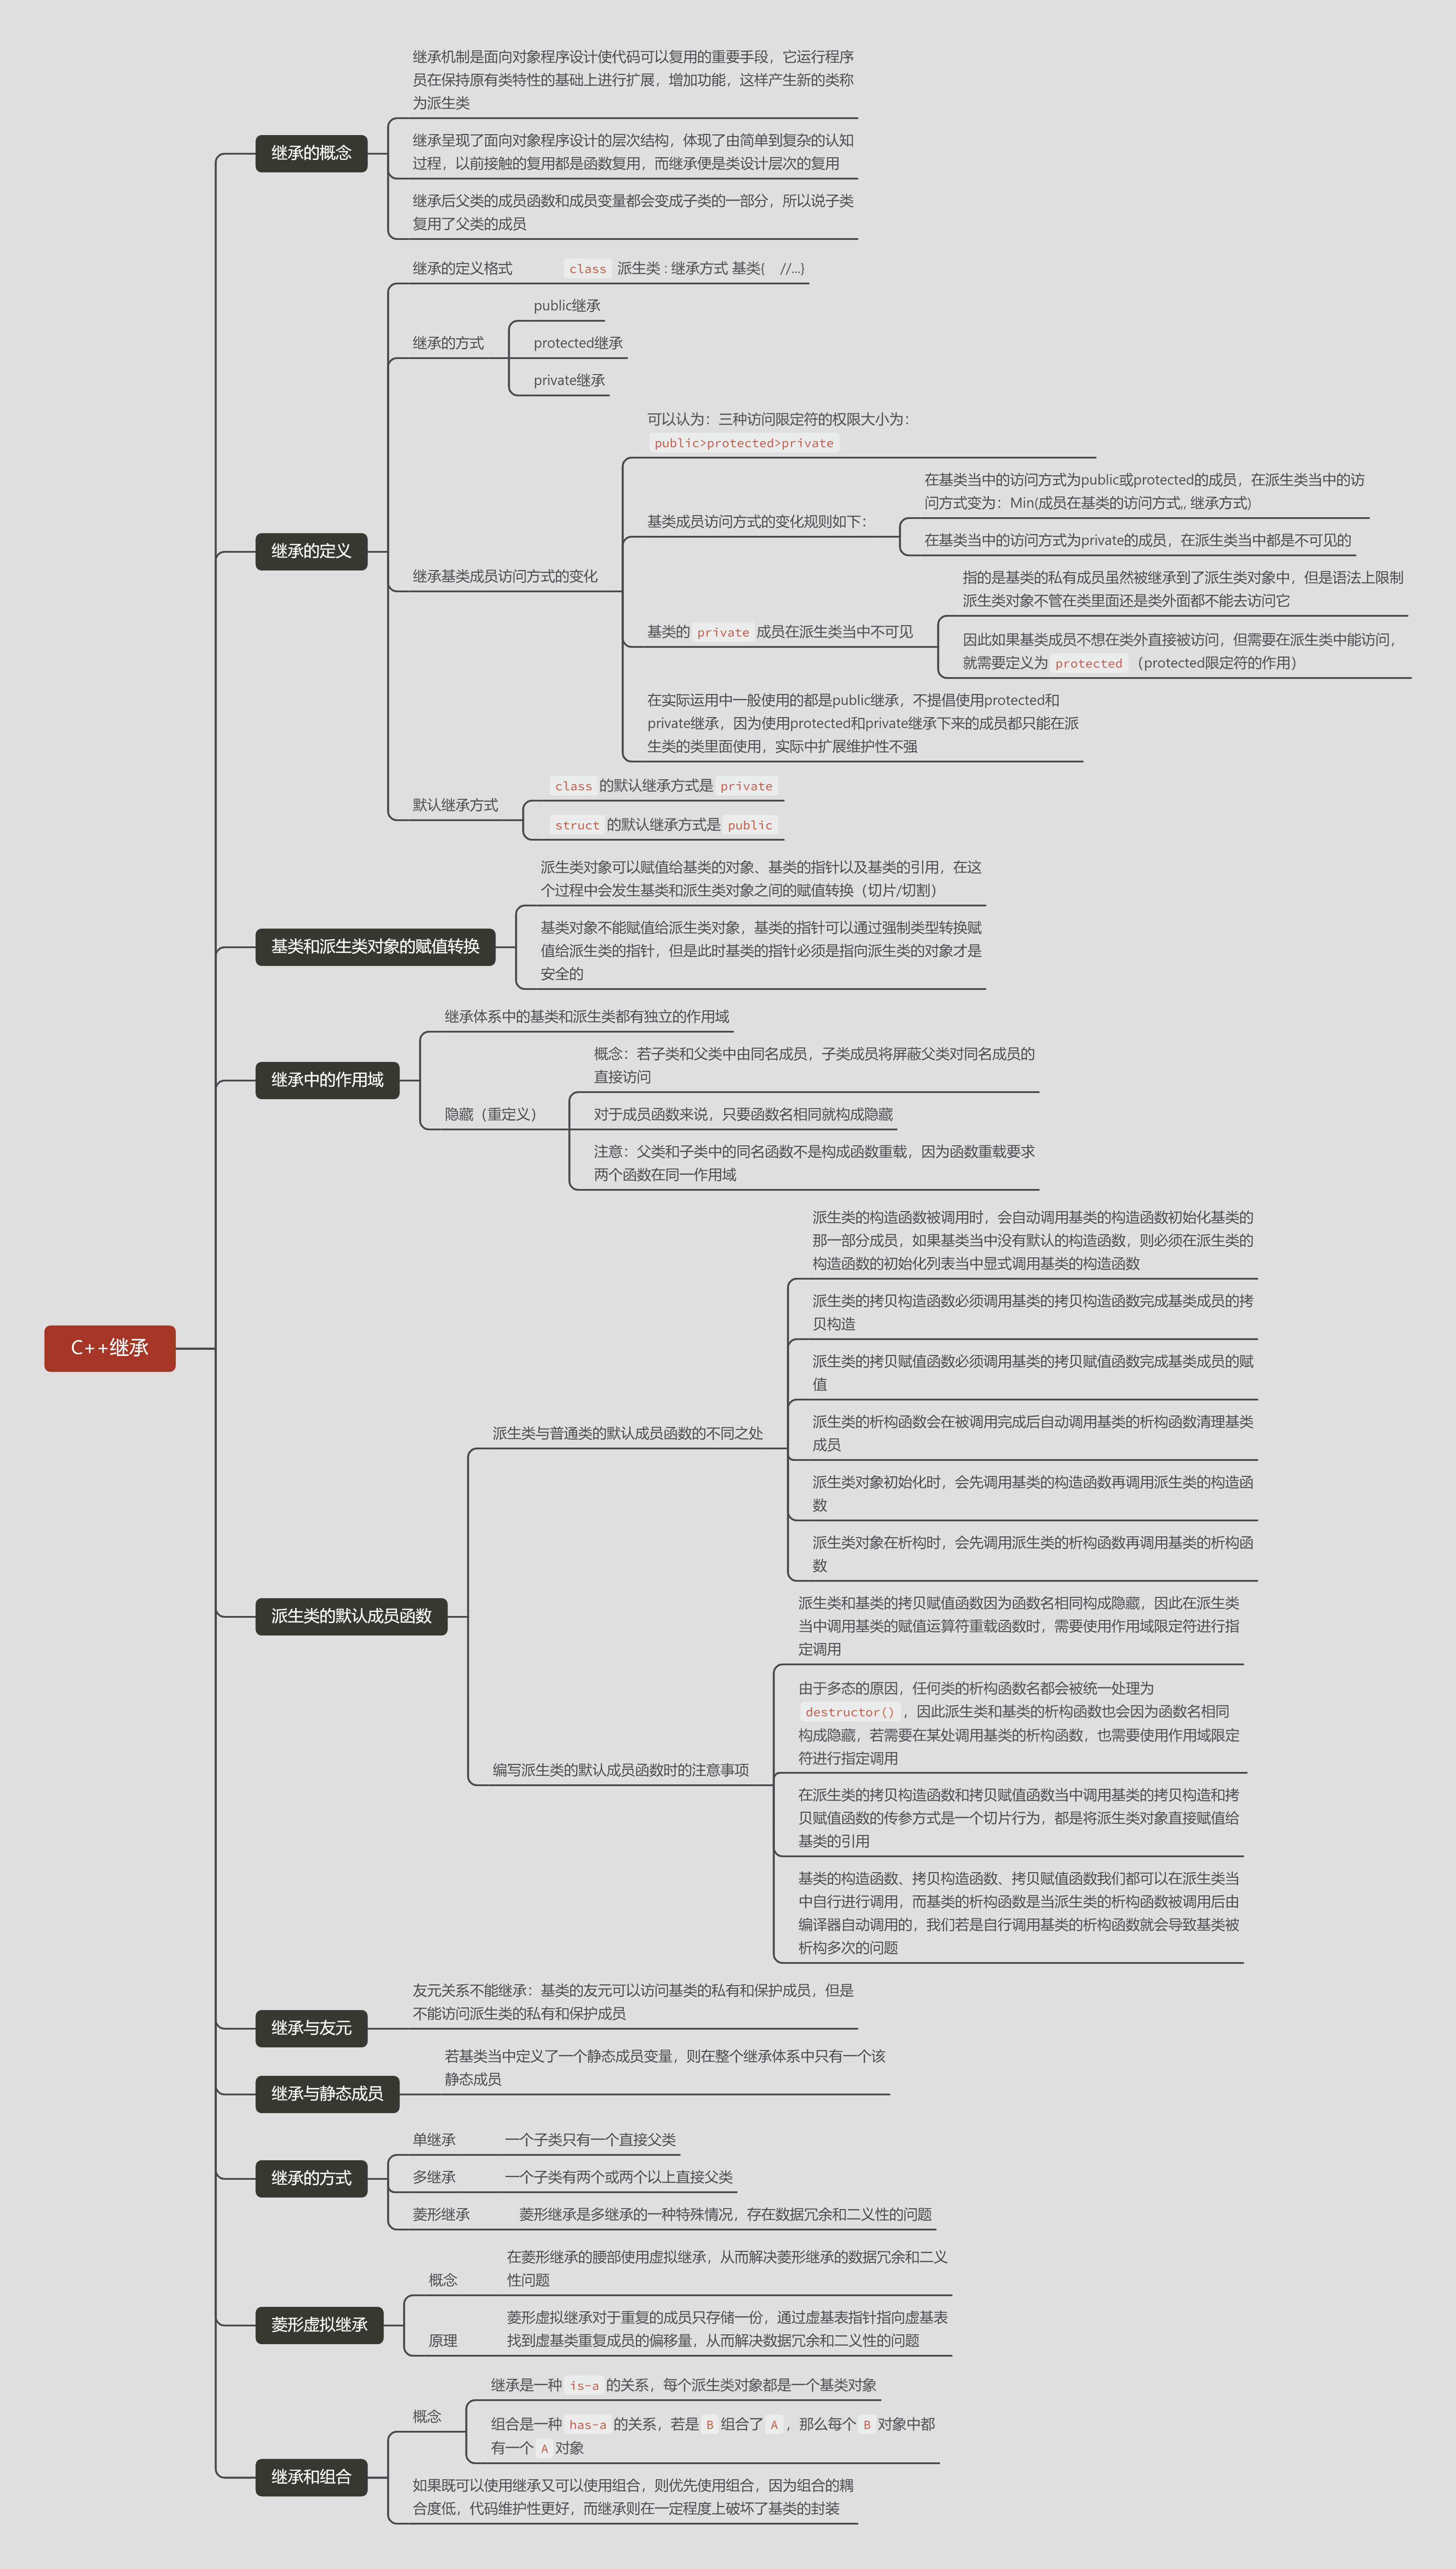 C++继承
继承的概念
继承机制是面向对象程序设计使代码可以复用的重要手段，它运行程序
员在保持原有类特性的基础上进行扩展，增加功能，这样产生新的类称
为派生类
继承呈现了面向对象程序设计的层次结构，体现了由简单到复杂的认知
过程，以前接触的复用都是函数复用，而继承便是类设计层次的复用
继承后父类的成员函数和成员变量都会变成子类的一部分，所以说子类
复用了父类的成员
继承的定义
继承的定义格式
class 派生类 : 继承方式 基类{ //...}
继承的方式
public继承
protected继承
private继承
继承基类成员访问方式的变化
可以认为：三种访问限定符的权限大小为：
public>protected>private
基类成员访问方式的变化规则如下：
在基类当中的访问方式为public或protected的成员，在派生类当中的访
问方式变为：Min(成员在基类的访问方式,, 继承方式)
在基类当中的访问方式为private的成员，在派生类当中都是不可见的
基类的 private 成员在派生类当中不可见
指的是基类的私有成员虽然被继承到了派生类对象中，但是语法上限制
派生类对象不管在类里面还是类外面都不能去访问它
因此如果基类成员不想在类外直接被访问，但需要在派生类中能访问，
就需要定义为 protected （protected限定符的作用）
在实际运用中一般使用的都是public继承，不提倡使用protected和
private继承，因为使用protected和private继承下来的成员都只能在派
生类的类里面使用，实际中扩展维护性不强
默认继承方式
class 的默认继承方式是 private
struct 的默认继承方式是 public
基类和派生类对象的赋值转换
派生类对象可以赋值给基类的对象、基类的指针以及基类的引用，在这
个过程中会发生基类和派生类对象之间的赋值转换（切片/切割）
基类对象不能赋值给派生类对象，基类的指针可以通过强制类型转换赋
值给派生类的指针，但是此时基类的指针必须是指向派生类的对象才是
安全的
继承中的作用域
继承体系中的基类和派生类都有独立的作用域
隐藏（重定义）
概念：若子类和父类中由同名成员，子类成员将屏蔽父类对同名成员的
直接访问
对于成员函数来说，只要函数名相同就构成隐藏
注意：父类和子类中的同名函数不是构成函数重载，因为函数重载要求
两个函数在同一作用域
派生类的默认成员函数
派生类与普通类的默认成员函数的不同之处
派生类的构造函数被调用时，会自动调用基类的构造函数初始化基类的
那一部分成员，如果基类当中没有默认的构造函数，则必须在派生类的
构造函数的初始化列表当中显式调用基类的构造函数
派生类的拷贝构造函数必须调用基类的拷贝构造函数完成基类成员的拷
贝构造
派生类的拷贝赋值函数必须调用基类的拷贝赋值函数完成基类成员的赋
值
派生类的析构函数会在被调用完成后自动调用基类的析构函数清理基类
成员
派生类对象初始化时，会先调用基类的构造函数再调用派生类的构造函
数
派生类对象在析构时，会先调用派生类的析构函数再调用基类的析构函
数
编写派生类的默认成员函数时的注意事项
派生类和基类的拷贝赋值函数因为函数名相同构成隐藏，因此在派生类
当中调用基类的赋值运算符重载函数时，需要使用作用域限定符进行指
定调用
由于多态的原因，任何类的析构函数名都会被统一处理为
destructor() ，因此派生类和基类的析构函数也会因为函数名相同
构成隐藏，若需要在某处调用基类的析构函数，也需要使用作用域限定
符进行指定调用
在派生类的拷贝构造函数和拷贝赋值函数当中调用基类的拷贝构造和拷
贝赋值函数的传参方式是一个切片行为，都是将派生类对象直接赋值给
基类的引用
基类的构造函数、拷贝构造函数、拷贝赋值函数我们都可以在派生类当
中自行进行调用，而基类的析构函数是当派生类的析构函数被调用后由
编译器自动调用的，我们若是自行调用基类的析构函数就会导致基类被
析构多次的问题
继承与友元
友元关系不能继承：基类的友元可以访问基类的私有和保护成员，但是
不能访问派生类的私有和保护成员
继承与静态成员
若基类当中定义了一个静态成员变量，则在整个继承体系中只有一个该
静态成员
继承的方式
单继承
一个子类只有一个直接父类
多继承
一个子类有两个或两个以上直接父类
菱形继承
菱形继承是多继承的一种特殊情况，存在数据冗余和二义性的问题
菱形虚拟继承
概念
在菱形继承的腰部使用虚拟继承，从而解决菱形继承的数据冗余和二义
性问题
原理
菱形虚拟继承对于重复的成员只存储一份，通过虚基表指针指向虚基表
找到虚基类重复成员的偏移量，从而解决数据冗余和二义性的问题
继承和组合
概念
继承是一种 is-a 的关系，每个派生类对象都是一个基类对象
组合是一种 has-a 的关系，若是 B 组合了 A ，那么每个 B 对象中都
有一个 A 对象
如果既可以使用继承又可以使用组合，则优先使用组合，因为组合的耦
合度低，代码维护性更好，而继承则在一定程度上破坏了基类的封装